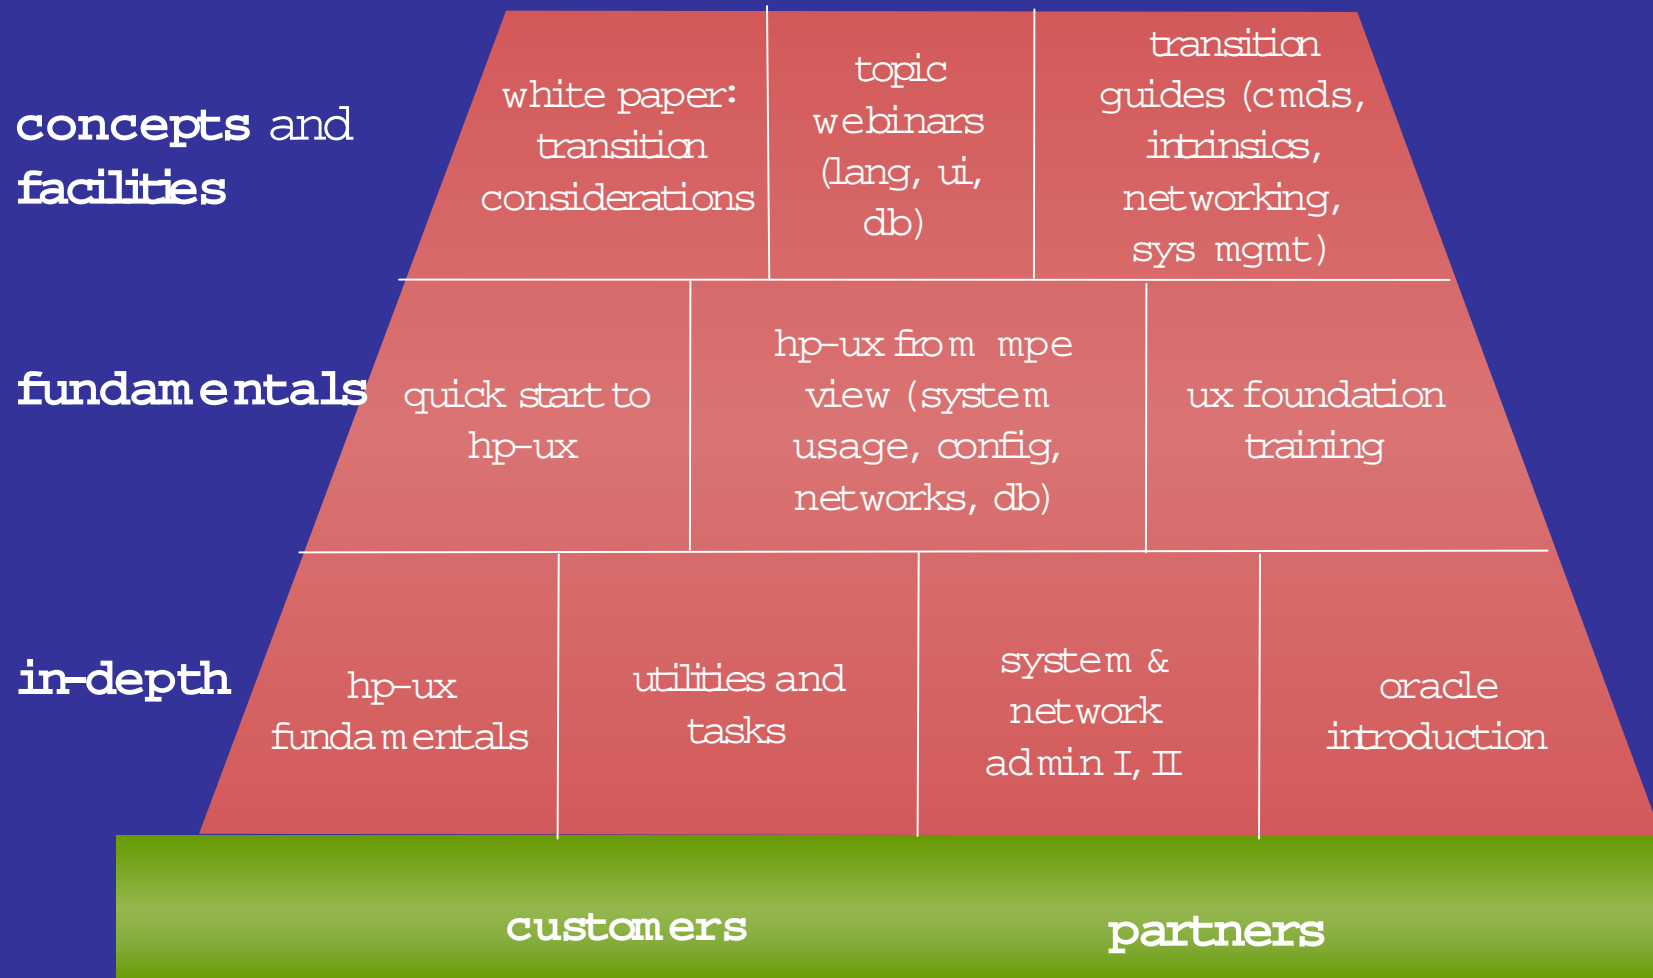 concepts and
facilities
white paper:
transition
considerations
topic
webinars
(lang, ui,
db)
transition
guides (cmds,
intrinsics,
networking,
sys mgmt)
fundamentals
quick start to
hp-ux
hp-ux from mpe
view (system
usage, config,
networks, db)
ux foundation
training
in-depth
hp-ux
fundamentals
utilities and
tasks
system &
network
admin I, II
oracle
introduction
customers
partners